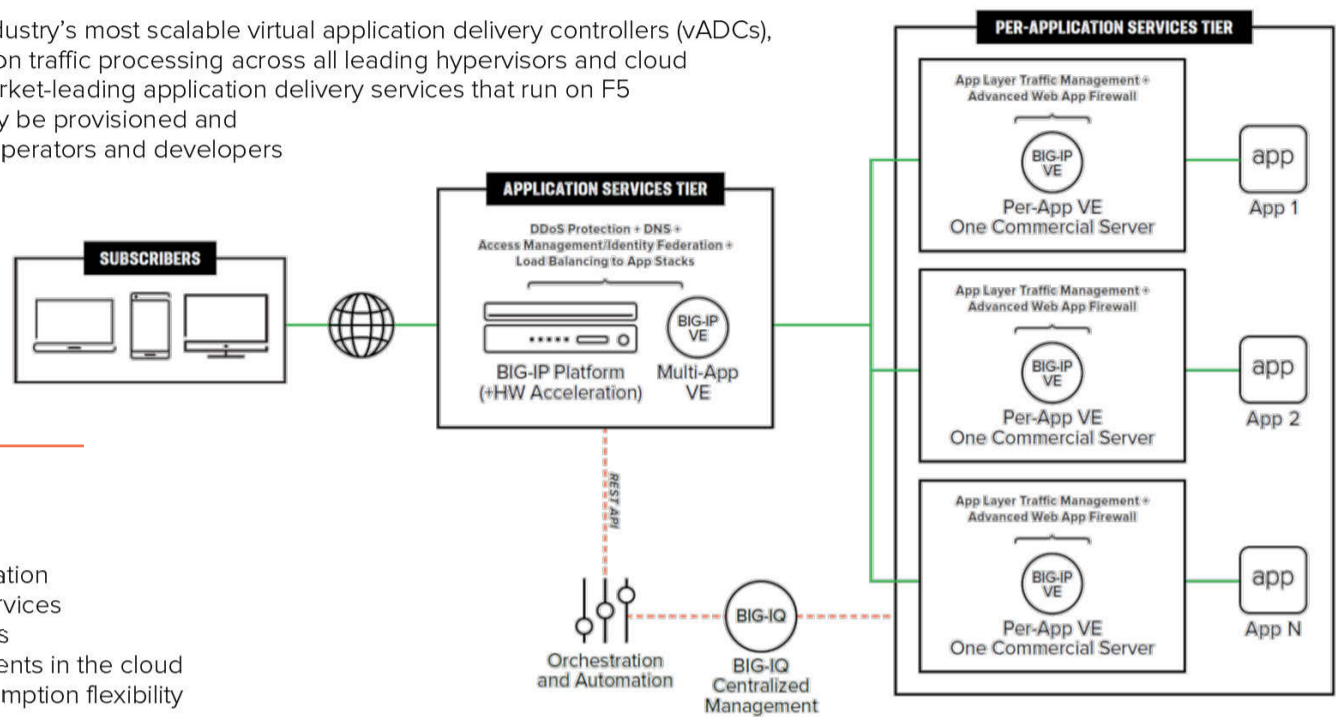 dustry's most scalable virtual application delivery controllers (vADCs),
on traffic processing across all leading hypervisors and cloud
rket-leading application delivery services that run on F5
y be provisioned and
perators and developers
SUBSCRIBERS
APPLICATION SERVICES TIER
DDoS Protection + DNS +
Access Management/Identity Federation +
Load Balancing to App Stacks
BIG-IP
VE
BIG-IP Platform
(+HW Acceleration)
Multi-App
VE
REST API
Orchestration
and Automation
BIG-IQ
BIG-IQ
Centralized
Management
PER-APPLICATION SERVICES TIER
App Layer Traffic Management +
Advanced Web App Firewall
BIG-IP
VE
Per-App VE
One Commercial Server
app
App 1
App Layer Traffic Management +
Advanced Web App Firewall
BIG-IP
VE
Per-App VE
One Commercial Server
app
App 2
App Layer Traffic Management +
Advanced Web App Firewall
BIG-IP
VE
Per-App VE
One Commercial Server
app
App N
ation
rvices
s
ents in the cloud
mption flexibility